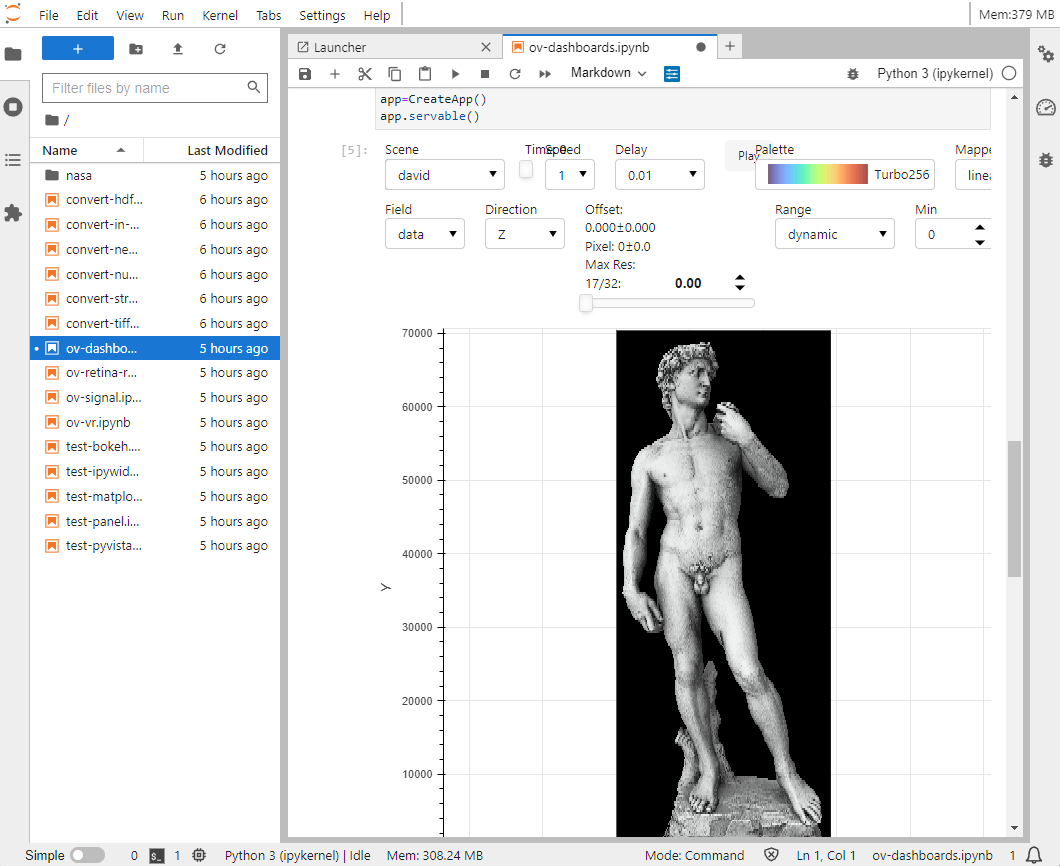 File Edit View Run Kernel Tabs Settings Help
Mem:379 MB
Launcher
ov-dashboards.ipynb
Markdown
Python 3 (ipykernel)
Filter files by name
/
Name Last Modified
nasa 5 hours ago
convert-hdf... 6 hours ago
convert-in-... 6 hours ago
convert-ne... 6 hours ago
convert-nu... 6 hours ago
convert-str... 6 hours ago
convert-tiff... 6 hours ago
ov-dashbo... 5 hours ago
ov-retina-r... 5 hours ago
ov-signal.ip... 5 hours ago
ov-vr.ipynb 5 hours ago
test-bokeh.... 5 hours ago
test-ipywid... 5 hours ago
test-matplo... 5 hours ago
test-panel.i... 5 hours ago
test-pyvista... 5 hours ago
app=CreateApp()
app.servable()
[5]:
Scene Speed Delay Palette Mappe
david 1 0.01 Play Turbo256 linea
Field Direction Offset: Range Min
data Z 0.000±0.000 dynamic 0
Pixel: 0±0.0
Max Res:
17/32: 0.00
70000
60000
50000
40000
Y
30000
20000
10000
Simple 0 $_ 1 Python 3 (ipykernel) | Idle Mem: 308.24 MB Mode: Command Ln 1, Col 1 ov-dashboards.ipynb 1